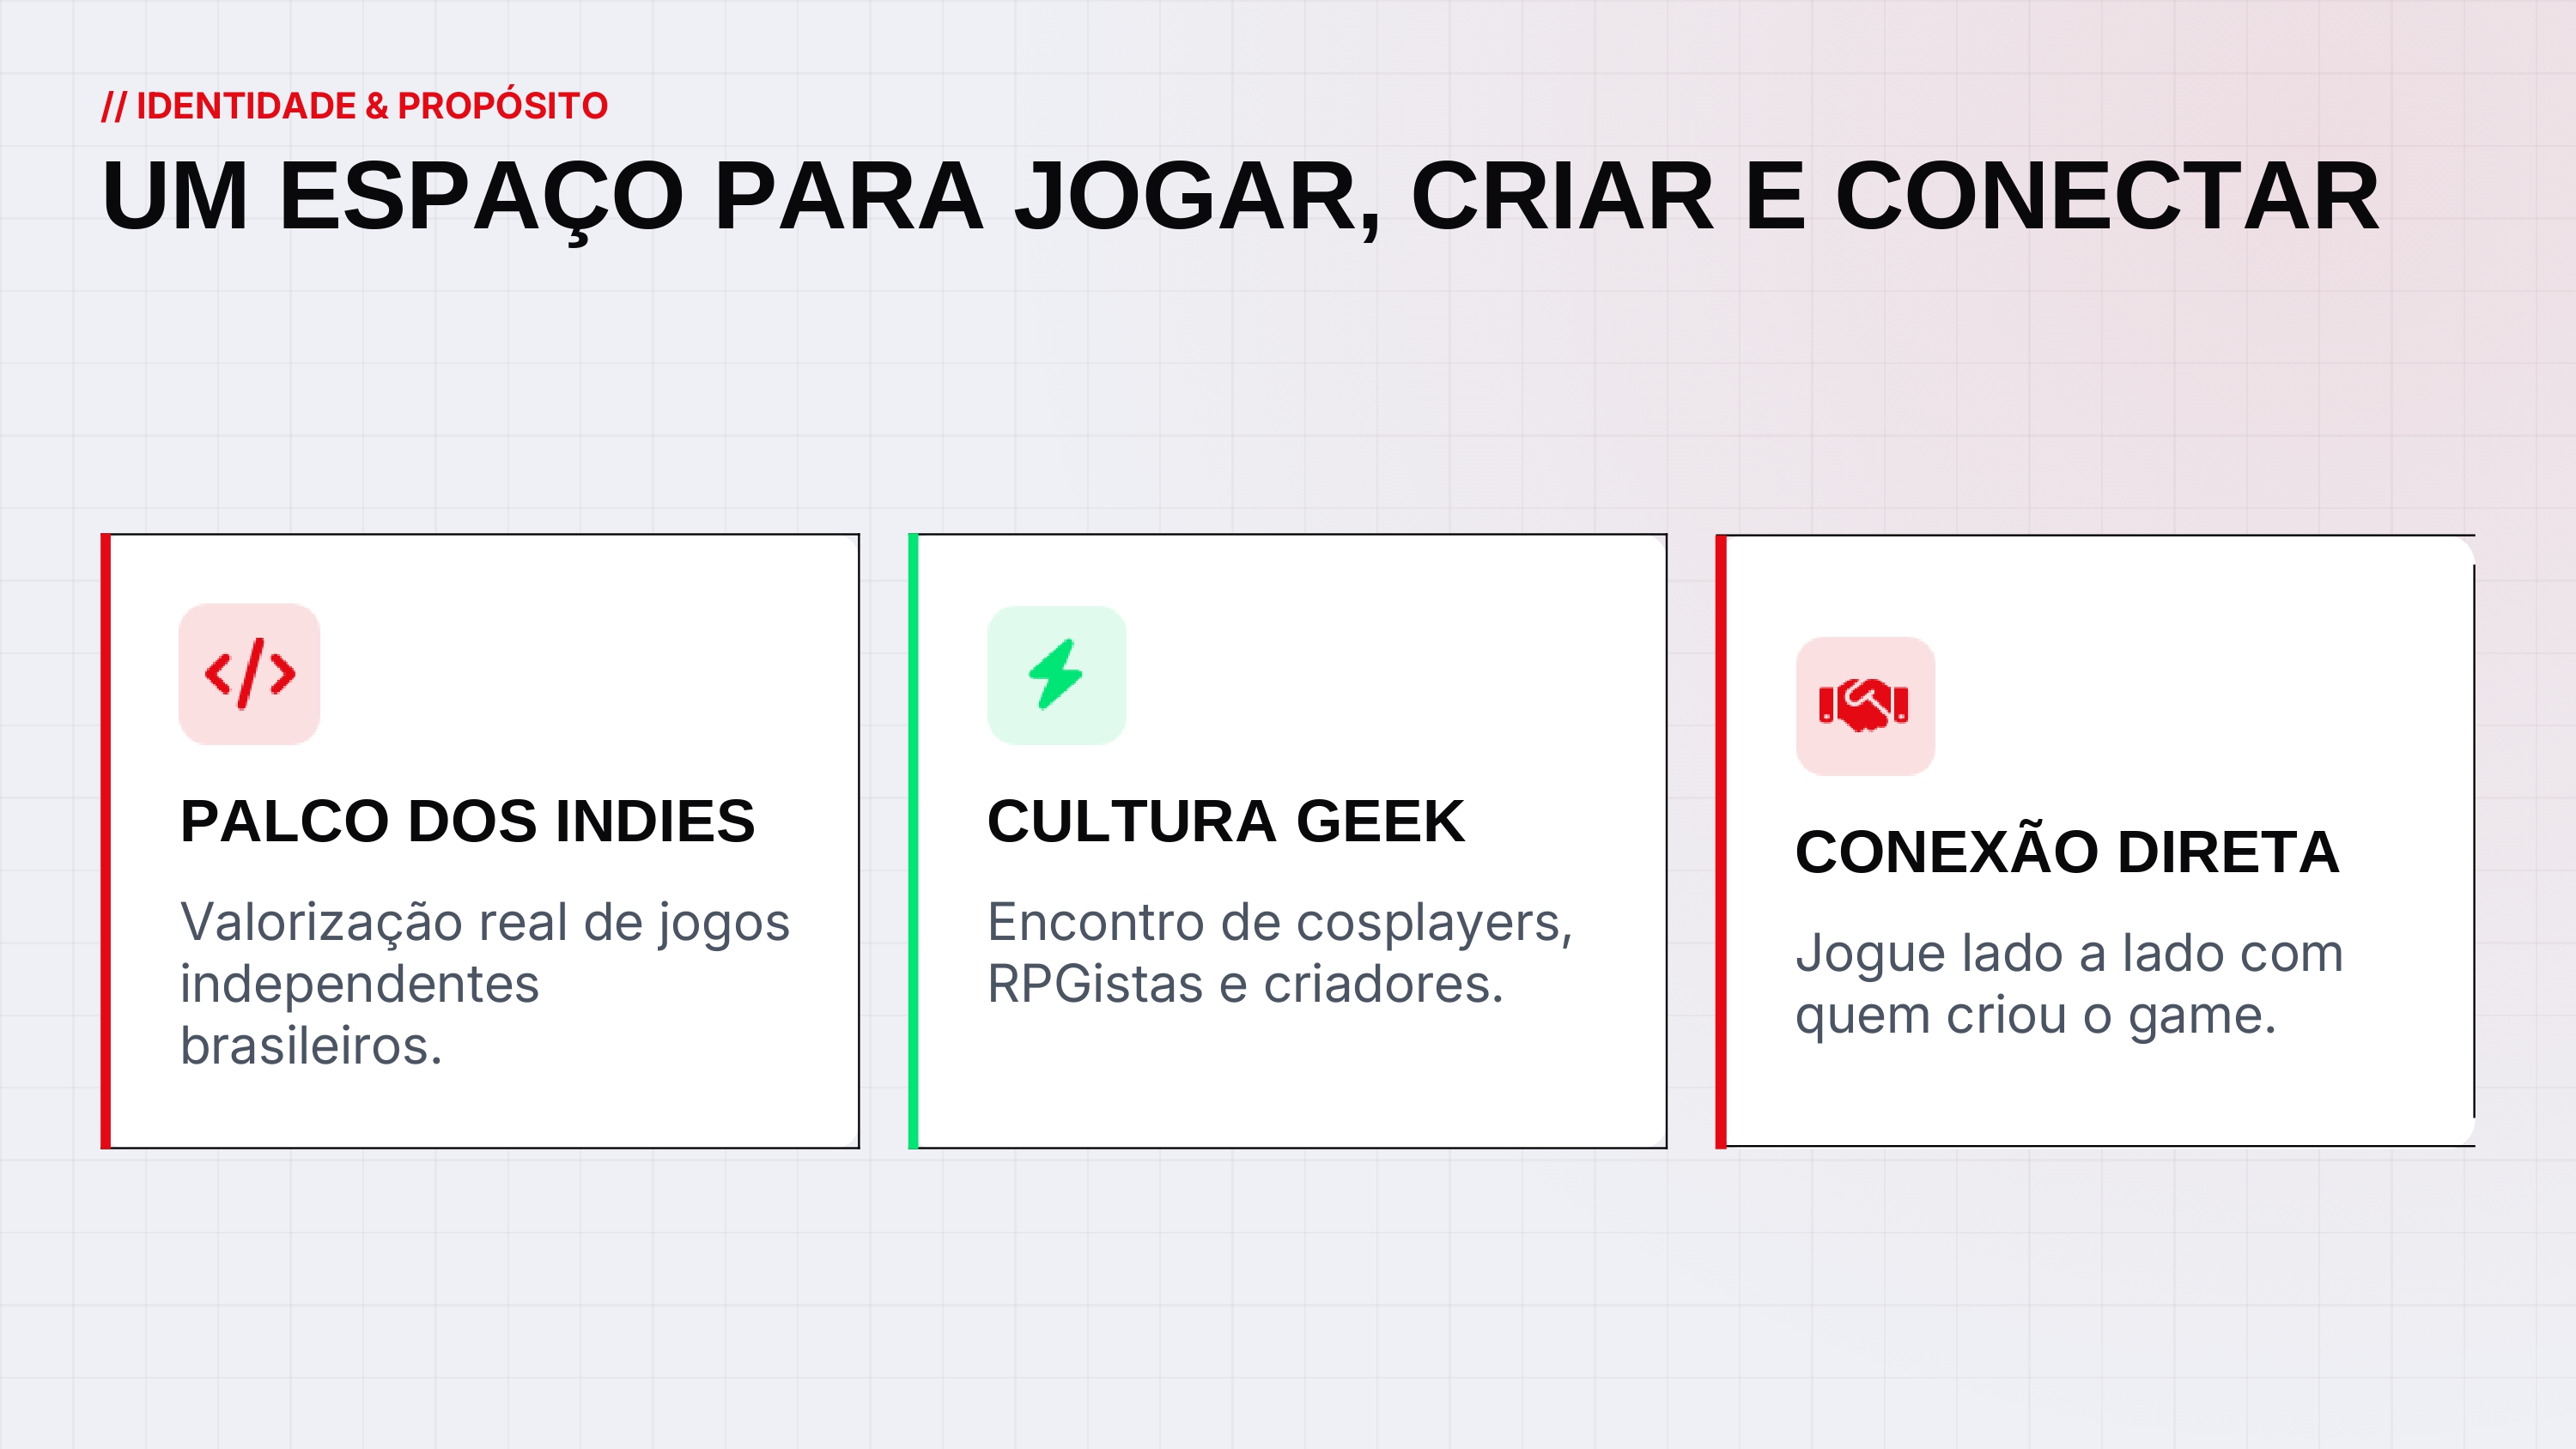 // IDENTIDADE & PROPÓSITO
UM ESPAÇO PARA JOGAR, CRIAR E CONECTAR
PALCO DOS INDIES
Valorização real de jogos
independentes
brasileiros.
CULTURA GEEK
Encontro de cosplayers,
RPGistas e criadores.
CONEXÃO DIRETA
Jogue lado a lado com
quem criou o game.